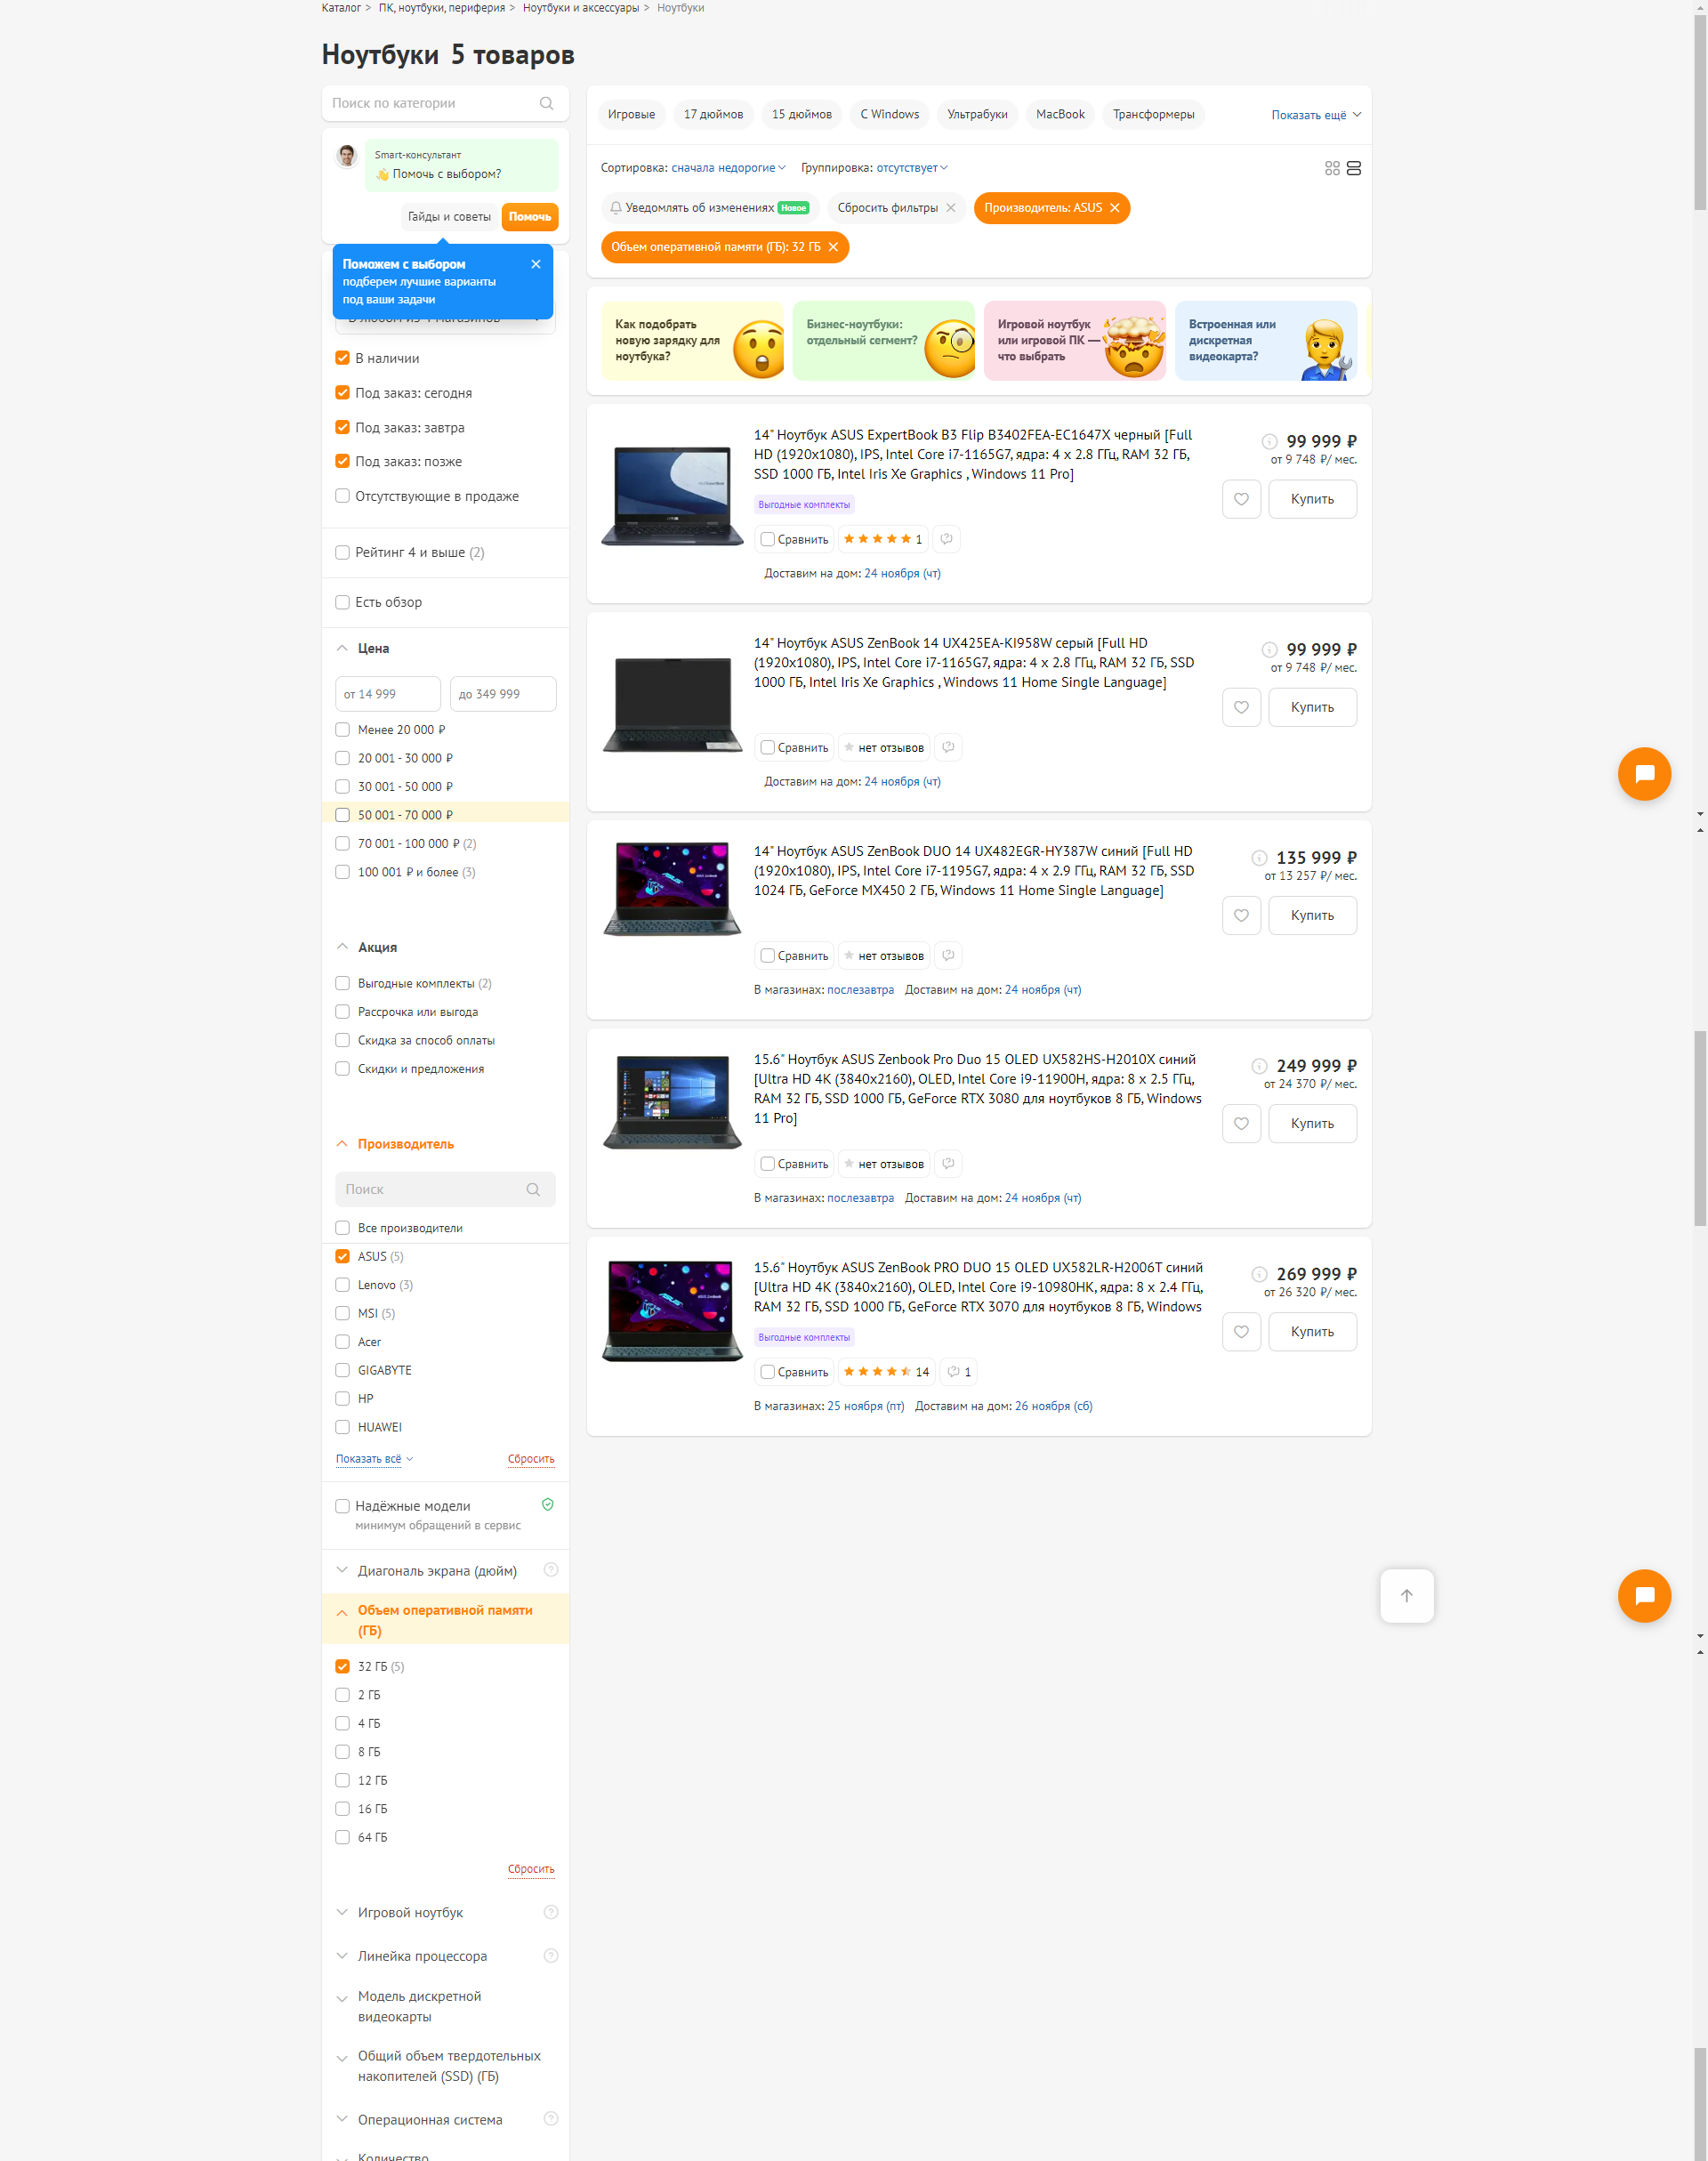 Каталог > ПК, ноутбуки, периферия > Ноутбуки и аксессуары > Ноутбуки
Ноутбуки 5 товаров
Поиск по категории
Smart-консультант
👋 Помочь с выбором?
Гайды и советы Помочь
Поможем с выбором
подберем лучшие варианты
под ваши задачи
В наличии
Под заказ: сегодня
Под заказ: завтра
Под заказ: позже
Отсутствующие в продаже
Рейтинг 4 и выше (2)
Есть обзор
Цена
от 14 999 до 349 999
Менее 20 000 ₽
20 001 - 30 000 ₽
30 001 - 50 000 ₽
50 001 - 70 000 ₽
70 001 - 100 000 ₽ (2)
100 001 ₽ и более (3)
Акция
Выгодные комплекты (2)
Рассрочка или выгода
Скидка за способ оплаты
Скидки и предложения
Производитель
Поиск
Все производители
ASUS (5)
Lenovo (3)
MSI (5)
Acer
GIGABYTE
HP
HUAWEI
Показать всё Сбросить
Надёжные модели
минимум обращений в сервис
Диагональ экрана (дюйм)
Объем оперативной памяти
(ГБ)
32 ГБ (5)
2 ГБ
4 ГБ
8 ГБ
12 ГБ
16 ГБ
64 ГБ
Сбросить
Игровой ноутбук
Линейка процессора
Модель дискретной
видеокарты
Общий объем твердотельных
накопителей (SSD) (ГБ)
Операционная система
Количество
Игровые 17 дюймов 15 дюймов С Windows Ультрабуки MacBook Трансформеры Показать ещё
Сортировка: сначала недорогие Группировка: отсутствует
Уведомлять об изменениях Новое Сбросить фильтры Производитель: ASUS
Объем оперативной памяти (ГБ): 32 ГБ
Как подобрать
новую зарядку для
ноутбука?
Бизнес-ноутбуки:
отдельный сегмент?
Игровой ноутбук
или игровой ПК —
что выбрать
Встроенная или
дискретная
видеокарта?
14" Ноутбук ASUS ExpertBook B3 Flip B3402FEA-EC1647X черный [Full
HD (1920x1080), IPS, Intel Core i7-1165G7, ядра: 4 х 2.8 ГГц, RAM 32 ГБ,
SSD 1000 ГБ, Intel Iris Xe Graphics , Windows 11 Pro]
Выгодные комплекты
Сравнить 1
Доставим на дом: 24 ноября (чт)
99 999 ₽
от 9 748 ₽/ мес.
Купить
14" Ноутбук ASUS ZenBook 14 UX425EA-KI958W серый [Full HD
(1920x1080), IPS, Intel Core i7-1165G7, ядра: 4 х 2.8 ГГц, RAM 32 ГБ, SSD
1000 ГБ, Intel Iris Xe Graphics , Windows 11 Home Single Language]
Сравнить нет отзывов
Доставим на дом: 24 ноября (чт)
99 999 ₽
от 9 748 ₽/ мес.
Купить
14" Ноутбук ASUS ZenBook DUO 14 UX482EGR-HY387W синий [Full HD
(1920x1080), IPS, Intel Core i7-1195G7, ядра: 4 х 2.9 ГГц, RAM 32 ГБ, SSD
1024 ГБ, GeForce MX450 2 ГБ, Windows 11 Home Single Language]
Сравнить нет отзывов
В магазинах: послезавтра Доставим на дом: 24 ноября (чт)
135 999 ₽
от 13 257 ₽/ мес.
Купить
15.6" Ноутбук ASUS Zenbook Pro Duo 15 OLED UX582HS-H2010X синий
[Ultra HD 4K (3840x2160), OLED, Intel Core i9-11900H, ядра: 8 х 2.5 ГГц,
RAM 32 ГБ, SSD 1000 ГБ, GeForce RTX 3080 для ноутбуков 8 ГБ, Windows
11 Pro]
Сравнить нет отзывов
В магазинах: послезавтра Доставим на дом: 24 ноября (чт)
249 999 ₽
от 24 370 ₽/ мес.
Купить
15.6" Ноутбук ASUS ZenBook PRO DUO 15 OLED UX582LR-H2006T синий
[Ultra HD 4K (3840x2160), OLED, Intel Core i9-10980HK, ядра: 8 х 2.4 ГГц,
RAM 32 ГБ, SSD 1000 ГБ, GeForce RTX 3070 для ноутбуков 8 ГБ, Windows
Выгодные комплекты
Сравнить 14 1
В магазинах: 25 ноября (пт) Доставим на дом: 26 ноября (сб)
269 999 ₽
от 26 320 ₽/ мес.
Купить